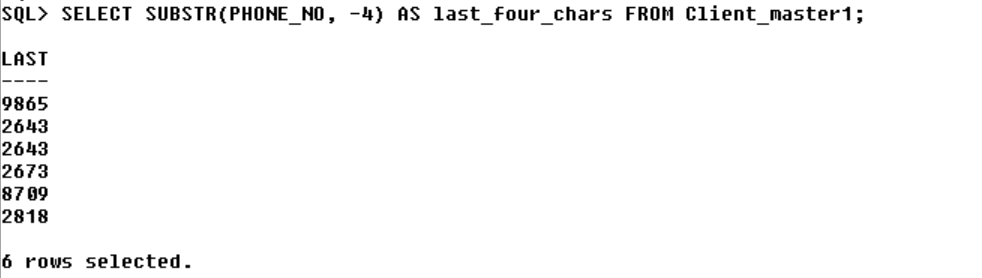 SQL> SELECT SUBSTR(PHONE_NO, -4) AS last_four_chars FROM Client_master1;
LAST
----
9865
2643
2643
2673
8709
2818
6 rows selected.